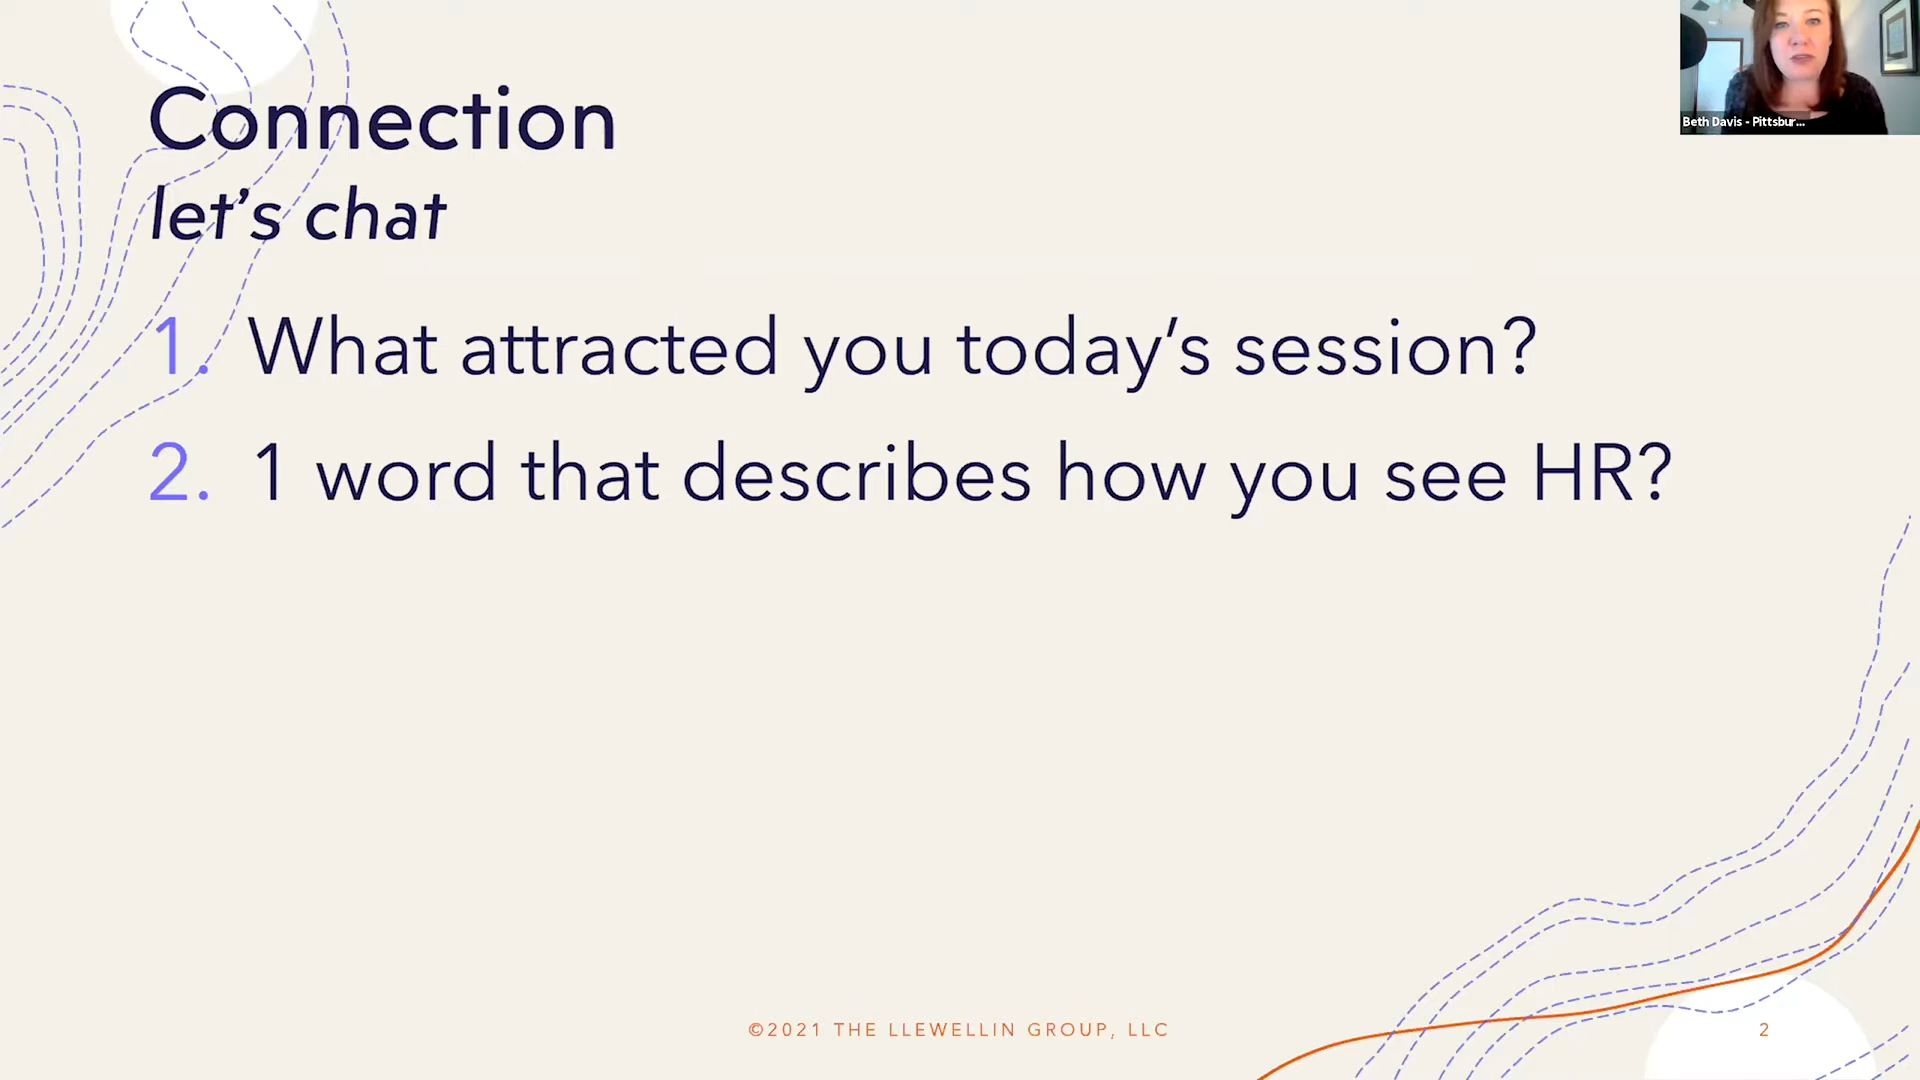 Connection
let's chat
1. What attracted you today's session?
2. 1 word that describes how you see HR?
Beth Davis - Pittsbur...
©2021 THE LLEWELLIN GROUP, LLC
2